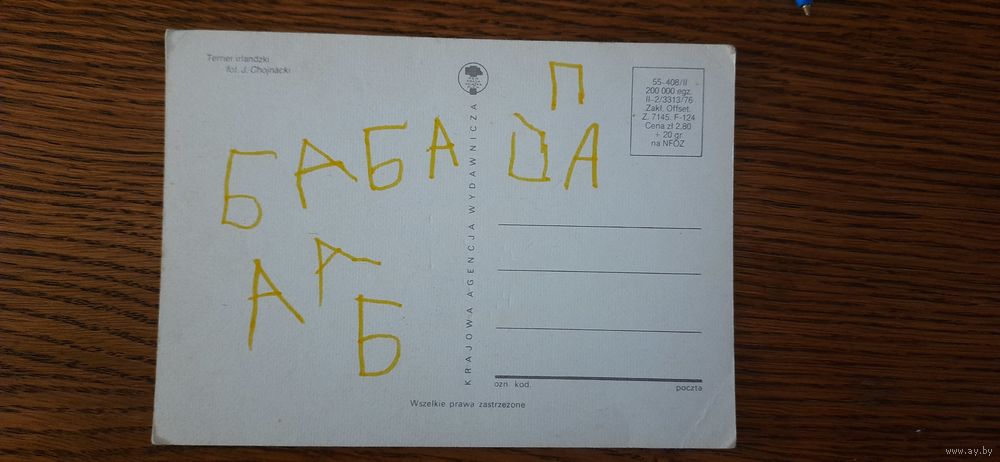 Terrier irlandzki
fot. J. Chojnacki
KRAJOWA AGENCJA WYDAWNICZA
55-408/II
200 000 egz.
II-2/3313/76
Zakł. Offset.
Z. 7145. F-124
Cena zł 2,80
+ 20 gr.
na NFOZ
П
БАБА
А
А А
Б
ozn. kod.
poczta
Wszelkie prawa zastrzeżone
www.ay.by